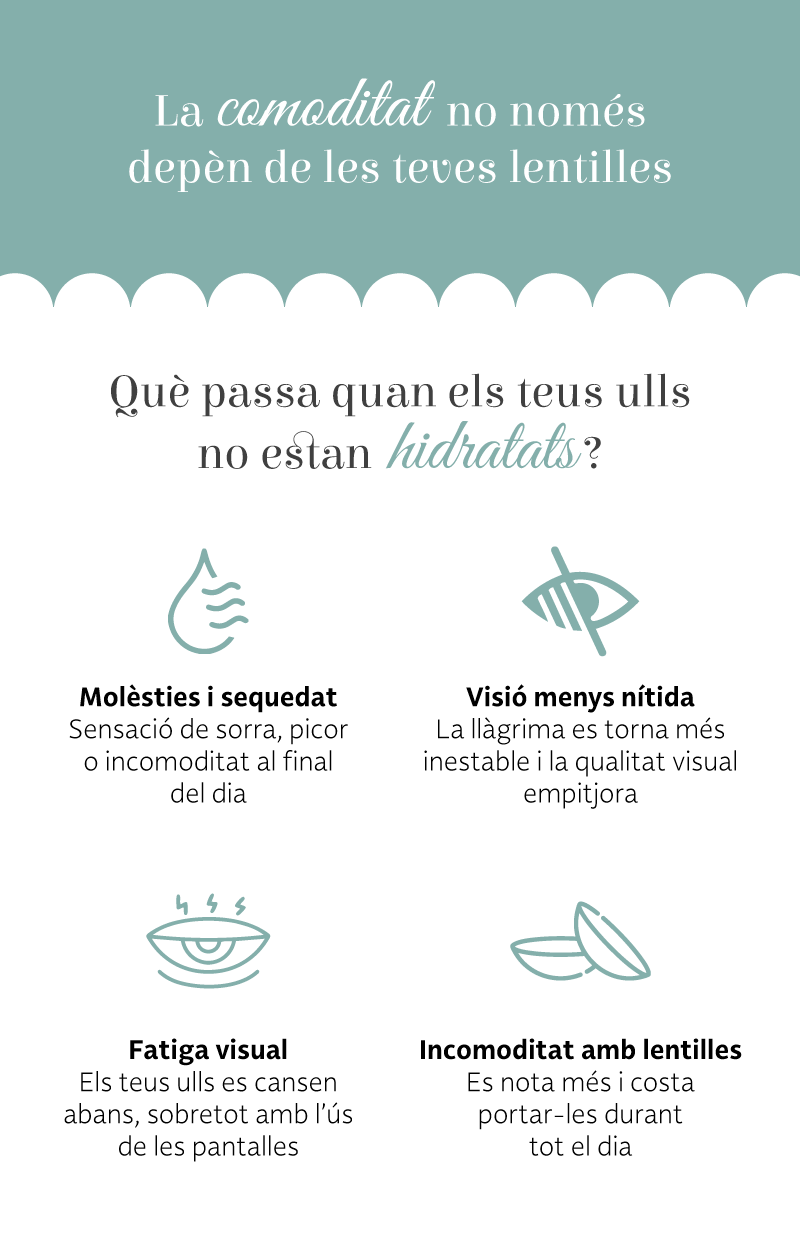 La comoditat no només
depèn de les teves lentilles
Què passa quan els teus ulls
no estan hidratats?
Molèsties i sequedat
Sensació de sorra, picor
o incomoditat al final
del dia
Visió menys nítida
La llàgrima es torna més
inestable i la qualitat visual
empitjora
Fatiga visual
Els teus ulls es cansen
abans, sobretot amb l'ús
de les pantalles
Incomoditat amb lentilles
Es nota més i costa
portar-les durant
tot el dia